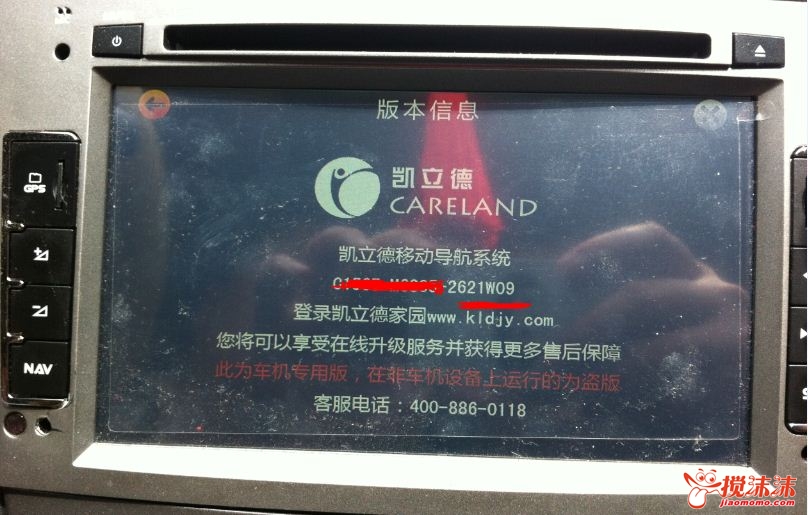 版本信息
凯立德
CARELAND
凯立德移动导航系统
-2621W09
登录凯立德家园www.kldjy.com
您将可以享受在线升级服务并获得更多售后保障
此为车机专用版，在非车机设备上运行的为盗版
客服电话：400-886-0118
GPS
NAV
搅沫沫
jiaomomo.com